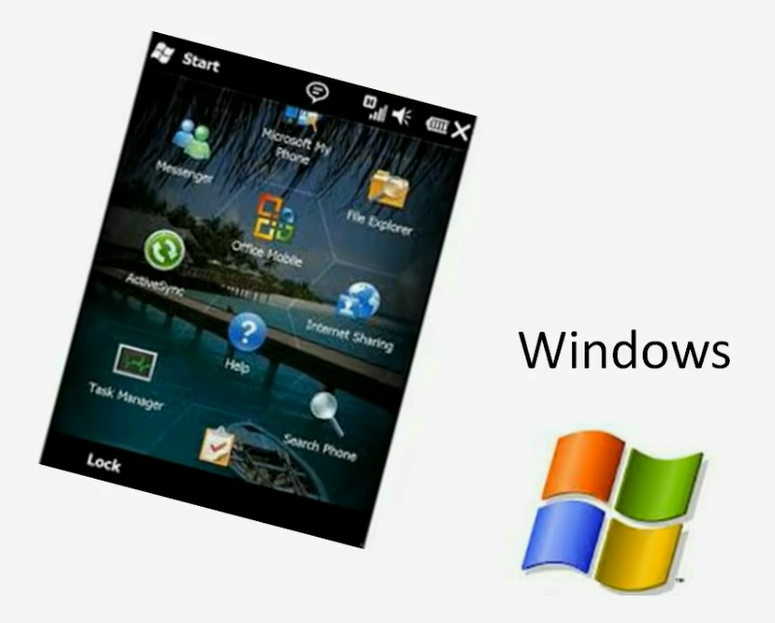 Start
Microsoft My
Phone
Messenger
File Explorer
Office Mobile
ActiveSync
Internet Sharing
Help
Task Manager
Search Phone
Lock
Windows